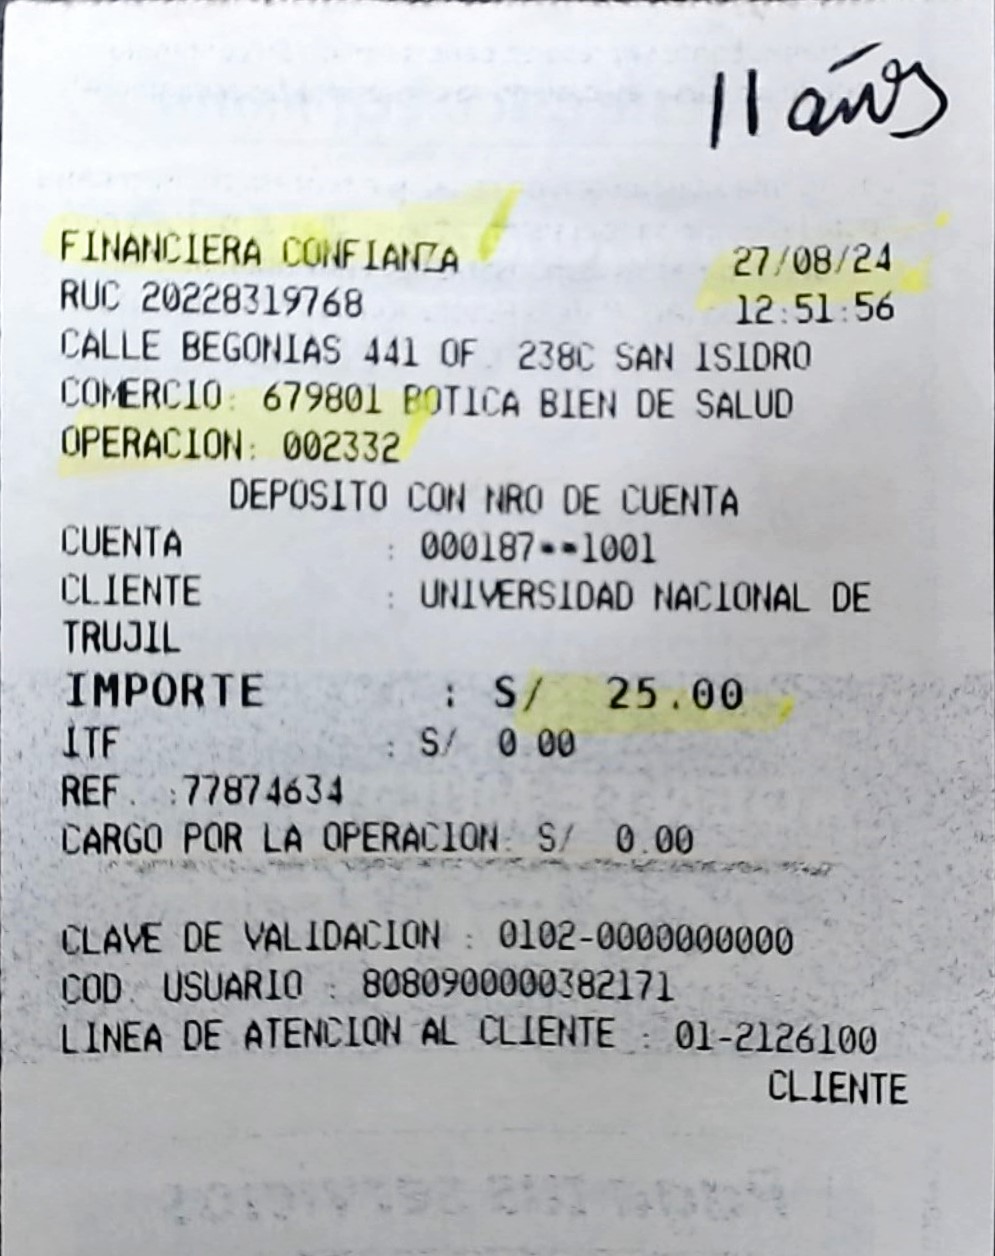 11 años
FINANCIERA CONFIANZA 27/08/24
RUC 20228319768 12:51:56
CALLE BEGONIAS 441 OF. 238C SAN ISIDRO
COMERCIO: 679801 BOTICA BIEN DE SALUD
OPERACION: 002332
DEPOSITO CON NRO DE CUENTA
CUENTA : 000187**1001
CLIENTE : UNIVERSIDAD NACIONAL DE
TRUJIL
IMPORTE : S/ 25.00
ITF : S/ 0.00
REF. :77874634
CARGO POR LA OPERACION: S/ 0.00
CLAVE DE VALIDACION : 0102-0000000000
COD. USUARIO : 8080900000382171
LINEA DE ATENCION AL CLIENTE : 01-2126100
CLIENTE